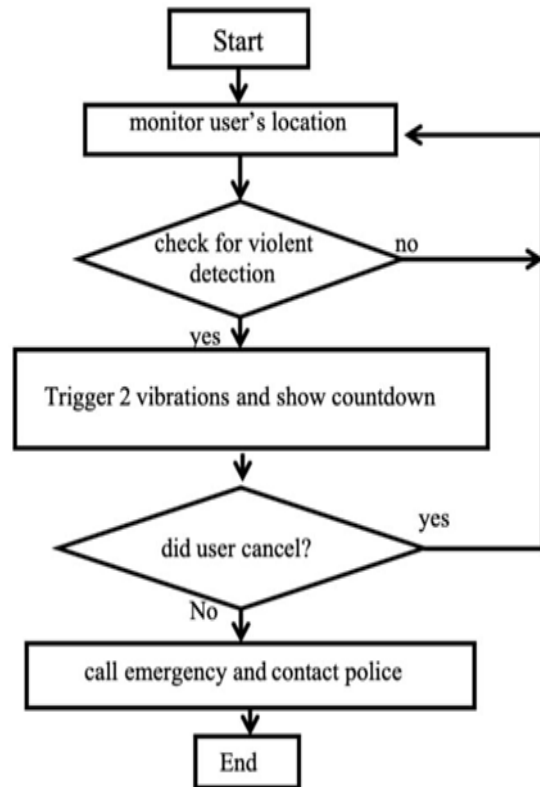 Start
monitor user’s location
check for violent
detection
no
yes
Trigger 2 vibrations and show countdown
did user cancel?
yes
No
call emergency and contact police
End